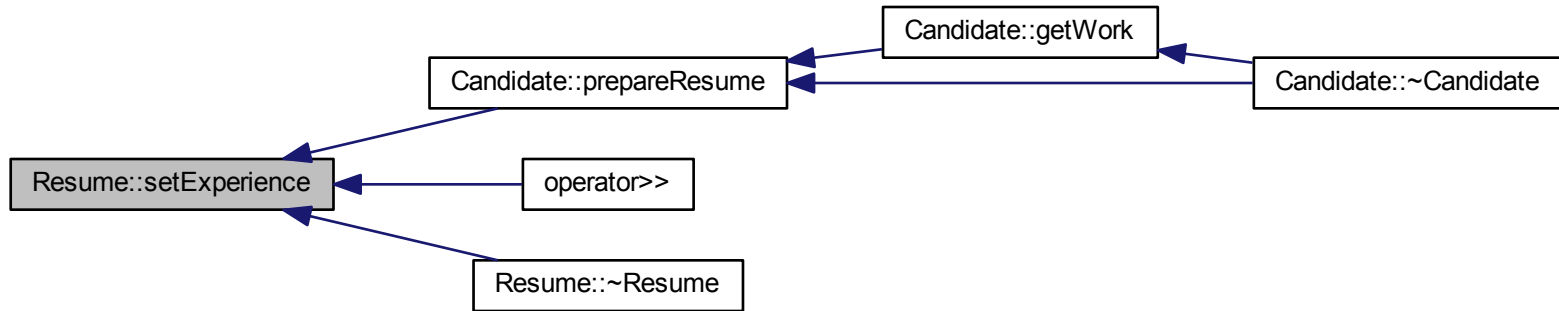 Candidate::getWork
Candidate::prepareResume
Candidate::~Candidate
Resume::setExperience
operator>>
Resume::~Resume